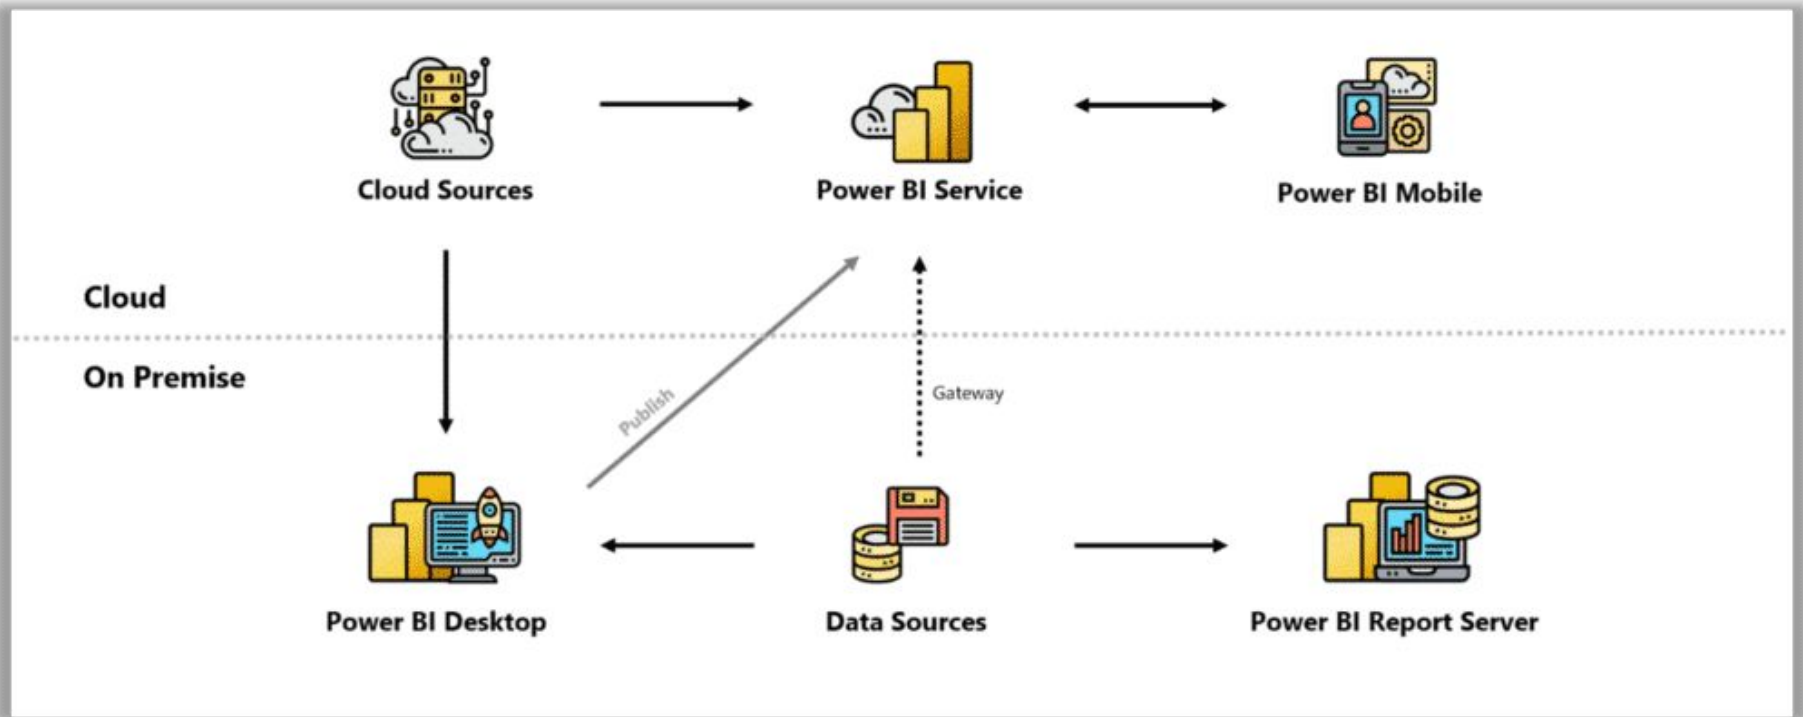 Cloud Sources
Power BI Service
Power BI Mobile
Cloud
On Premise
Publish
Gateway
Power BI Desktop
Data Sources
Power BI Report Server